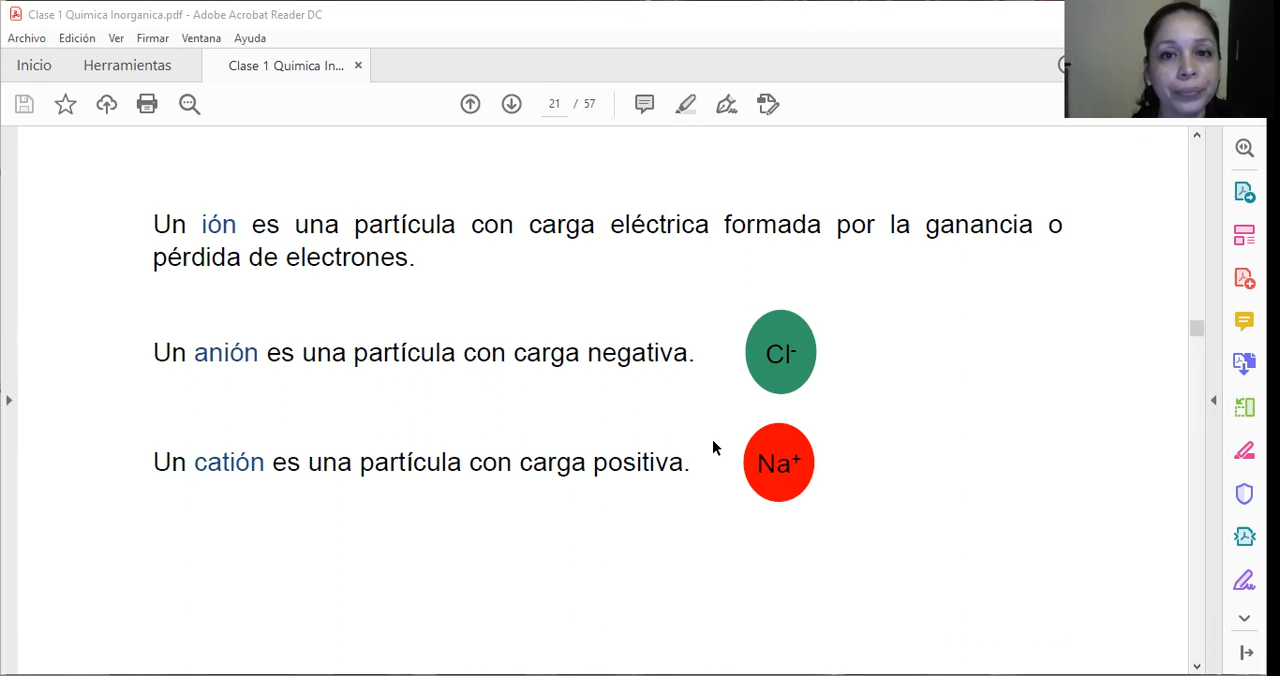 Clase 1 Quimica Inorganica.pdf - Adobe Acrobat Reader DC
Archivo Edición Ver Firmar Ventana Ayuda
Inicio Herramientas Clase 1 Quimica In... ×
21 / 57
Un ión es una partícula con carga eléctrica formada por la ganancia o
pérdida de electrones.
Un anión es una partícula con carga negativa. Cl⁻
Un catión es una partícula con carga positiva. Na⁺